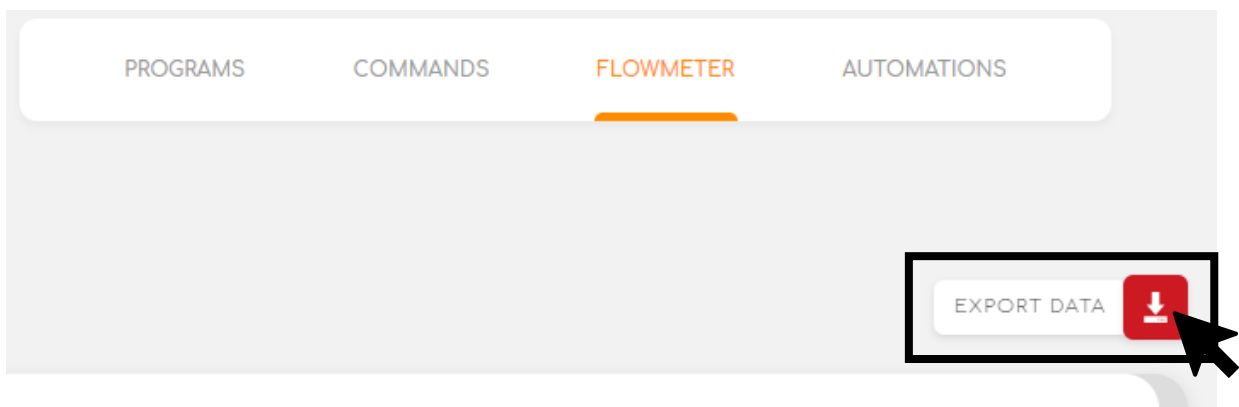 PROGRAMS COMMANDS FLOWMETER AUTOMATIONS
EXPORT DATA